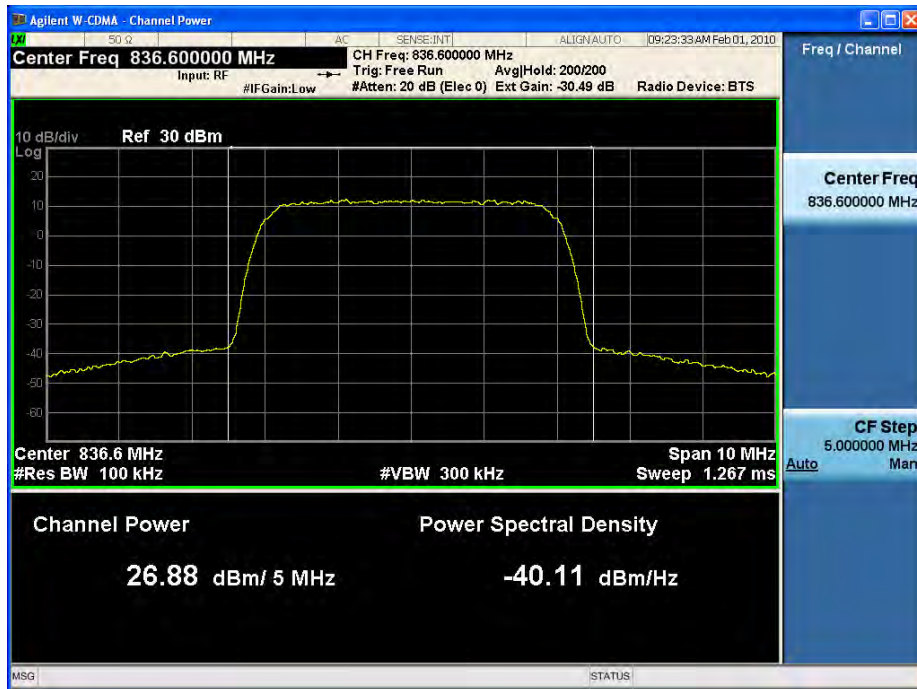 Agilent W-CDMA - Channel Power
LXI 50 Ω AC SENSE:INT ALIGN AUTO 09:23:33 AM Feb 01, 2010
Center Freq 836.600000 MHz
Input: RF
#IFGain:Low
CH Freq: 836.600000 MHz
Trig: Free Run Avg|Hold: 200/200
#Atten: 20 dB (Elec 0) Ext Gain: -30.49 dB Radio Device: BTS
10 dB/div Ref 30 dBm
Log
20
10
0
-10
-20
-30
-40
-50
-60
Center 836.6 MHz Span 10 MHz
#Res BW 100 kHz #VBW 300 kHz Sweep 1.267 ms
Channel Power Power Spectral Density
26.88 dBm/ 5 MHz -40.11 dBm/Hz
MSG STATUS
Freq / Channel
Center Freq
836.600000 MHz
CF Step
5.000000 MHz
Auto Man